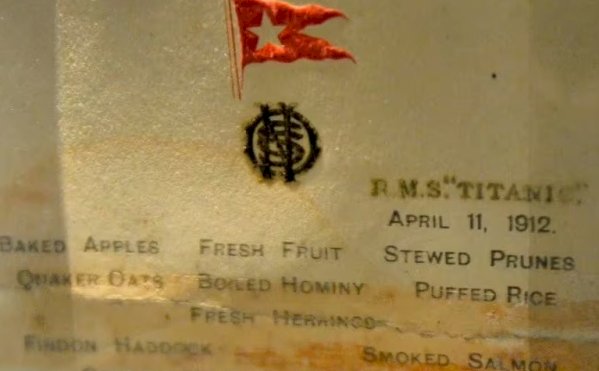 R.M.S. "TITANIC."
APRIL 11, 1912.
BAKED APPLES FRESH FRUIT STEWED PRUNES
QUAKER OATS BOILED HOMINY PUFFED RICE
FRESH HERRINGS
FINDON HADDOCK SMOKED SALMON